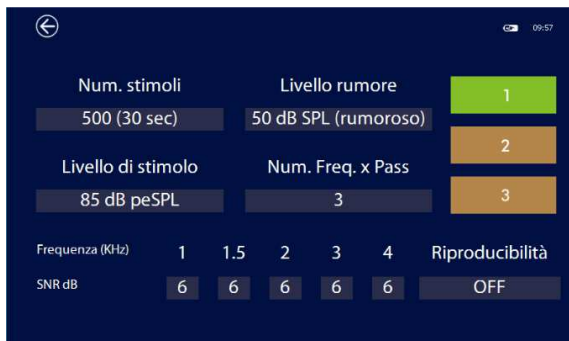 09:57
Num. stimoli
Livello rumore
1
500 (30 sec)
50 dB SPL (rumoroso)
2
Livello di stimolo
Num. Freq. x Pass
85 dB peSPL
3
3
Frequenza (KHz) 1 1.5 2 3 4 Riproducibilità
SNR dB 6 6 6 6 6 OFF